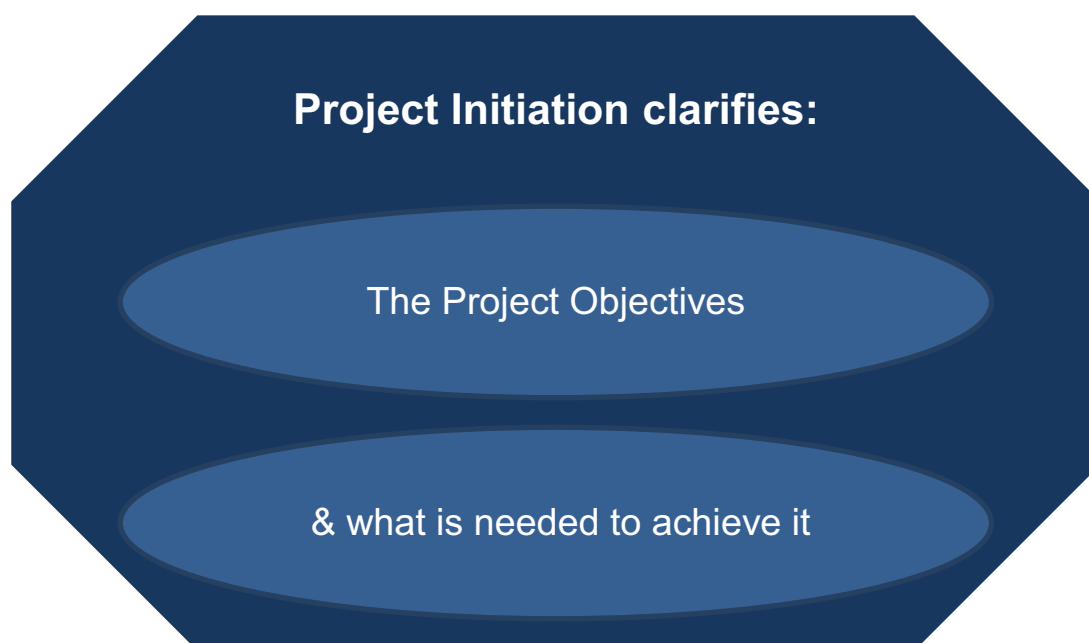 Project Initiation clarifies:
The Project Objectives
& what is needed to achieve it